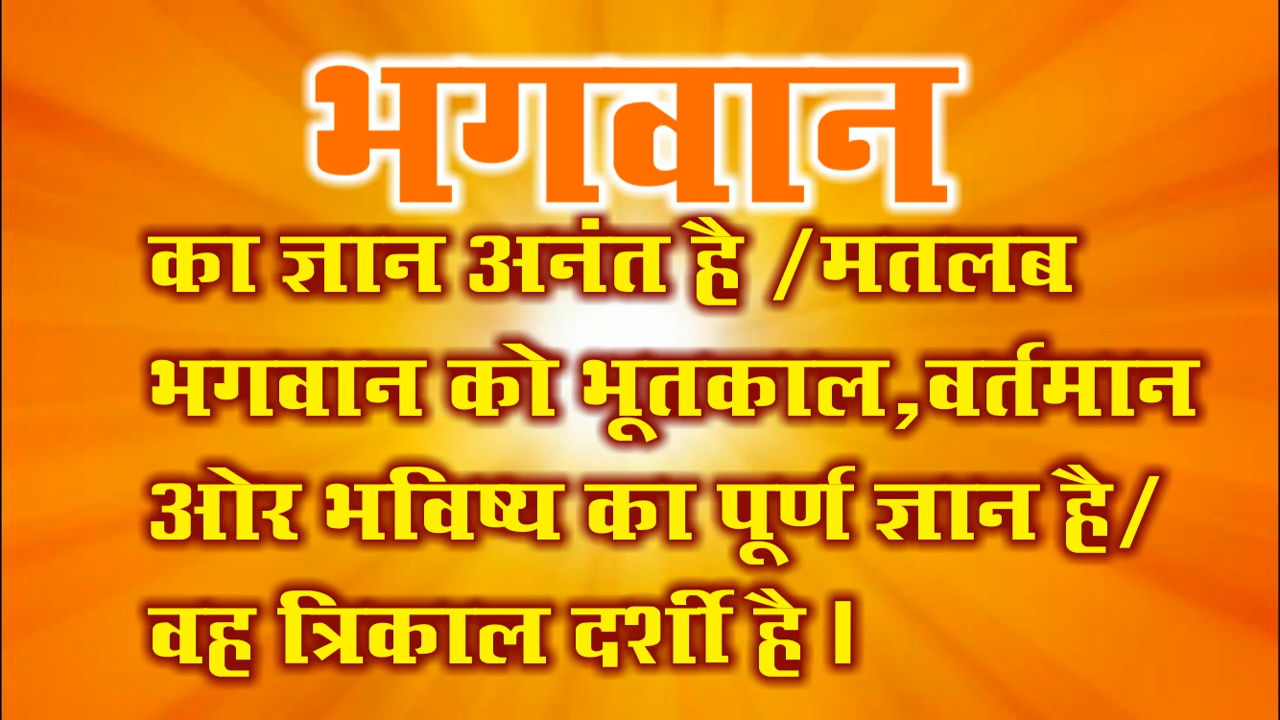 भगवान
का ज्ञान अनंत है /मतलब
भगवान को भूतकाल,वर्तमान
ओर भविष्य का पूर्ण ज्ञान है/
वह त्रिकाल दर्शी है।